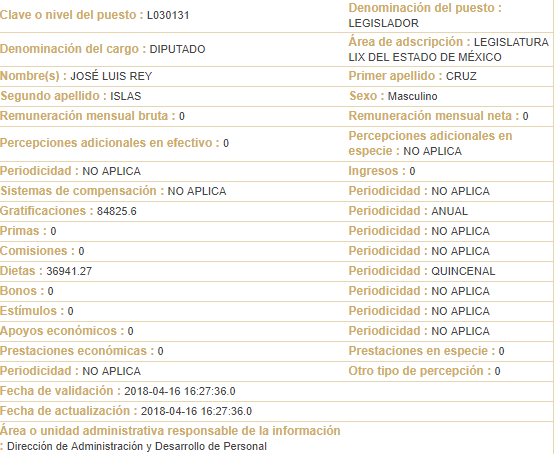 Clave o nivel del puesto : L030131
Denominación del puesto :
LEGISLADOR
Denominación del cargo : DIPUTADO
Área de adscripción : LEGISLATURA
LIX DEL ESTADO DE MÉXICO
Nombre(s) : JOSÉ LUIS REY
Primer apellido : CRUZ
Segundo apellido : ISLAS
Sexo : Masculino
Remuneración mensual bruta : 0
Remuneración mensual neta : 0
Percepciones adicionales en efectivo : 0
Percepciones adicionales en
especie : NO APLICA
Periodicidad : NO APLICA
Ingresos : 0
Sistemas de compensación : NO APLICA
Periodicidad : NO APLICA
Gratificaciones : 84825.6
Periodicidad : ANUAL
Primas : 0
Periodicidad : NO APLICA
Comisiones : 0
Periodicidad : NO APLICA
Dietas : 36941.27
Periodicidad : QUINCENAL
Bonos : 0
Periodicidad : NO APLICA
Estímulos : 0
Periodicidad : NO APLICA
Apoyos económicos : 0
Periodicidad : NO APLICA
Prestaciones económicas : 0
Prestaciones en especie : 0
Periodicidad : NO APLICA
Otro tipo de percepción : 0
Fecha de validación : 2018-04-16 16:27:36.0
Fecha de actualización : 2018-04-16 16:27:36.0
Área o unidad administrativa responsable de la información
: Dirección de Administración y Desarrollo de Personal